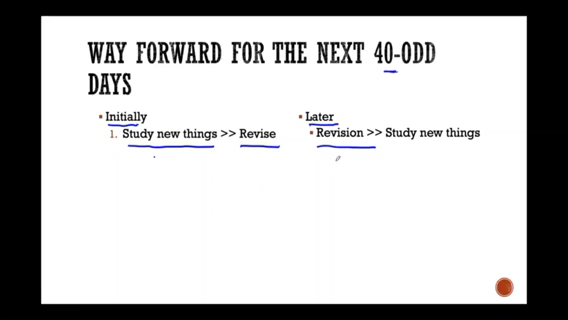 WAY FORWARD FOR THE NEXT 40-ODD
DAYS
▪ Initially
1. Study new things >> Revise
▪ Later
▪ Revision >> Study new things